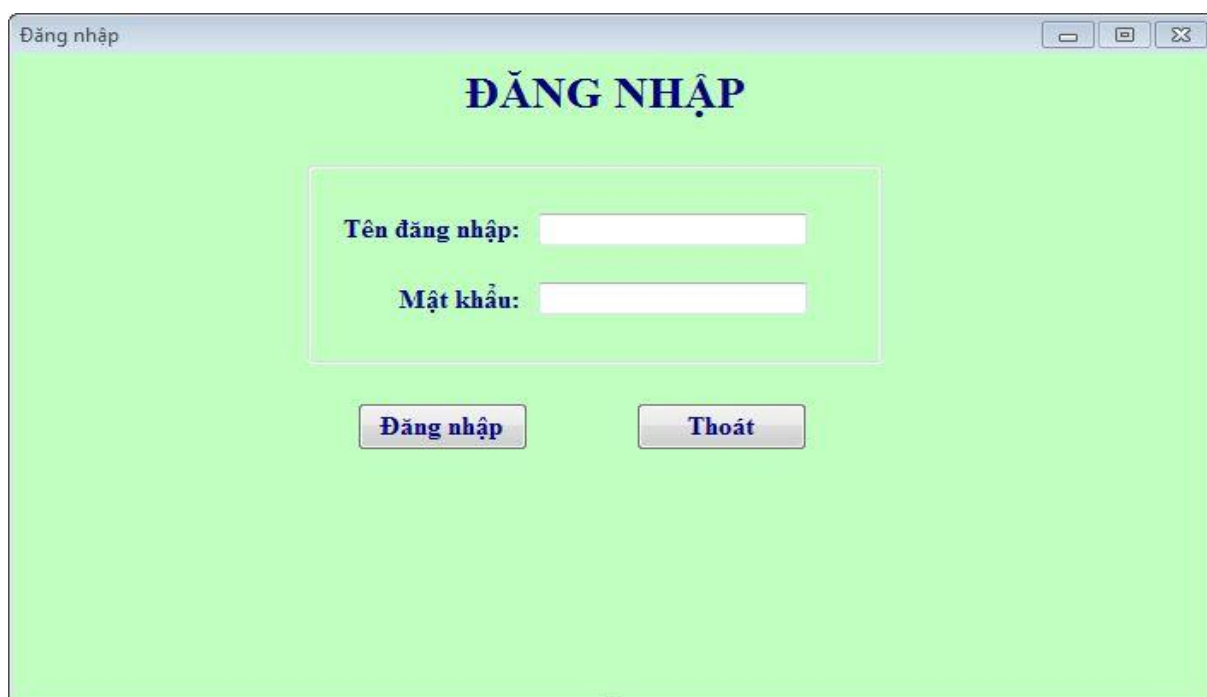 Đăng nhập
ĐĂNG NHẬP
Tên đăng nhập:
Mật khẩu:
Đăng nhập
Thoát